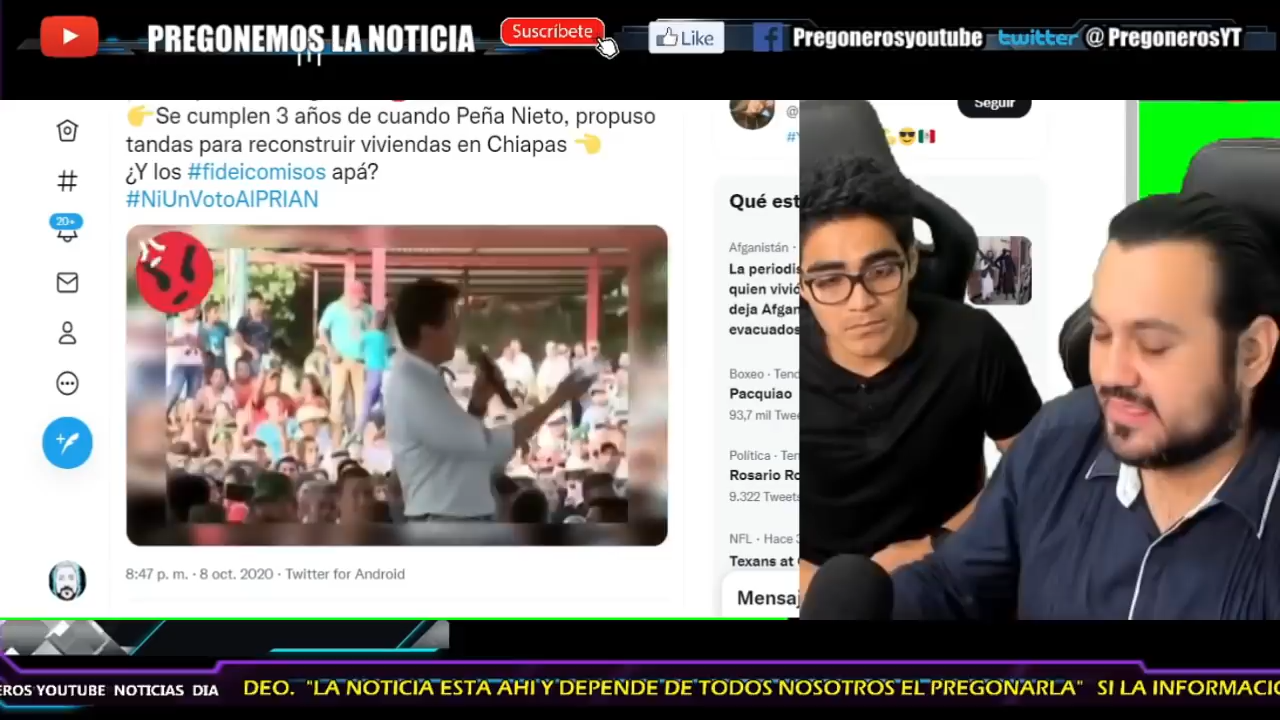 PREGONEMOS LA NOTICIA
Suscríbete
Like
Pregonerosyoutube
twitter @PregonerosYT
Se cumplen 3 años de cuando Peña Nieto, propuso
tandas para reconstruir viviendas en Chiapas
¿Y los #fideicomisos apá?
#NiUnVotoAlPRIAN
20+
8:47 p. m. · 8 oct. 2020 · Twitter for Android
Seguir
@
Qué est
Afganistán ·
La periodis
quien vivió
deja Afgan
evacuados
Boxeo · Tend
Pacquiao
93,7 mil Twee
Política · Ten
Rosario Ro
9.322 Tweets
NFL · Hace 3
Texans at
Mensaj
EROS YOUTUBE NOTICIAS DIA
DEO. "LA NOTICIA ESTA AHI Y DEPENDE DE TODOS NOSOTROS EL PREGONARLA" SI LA INFORMACIO